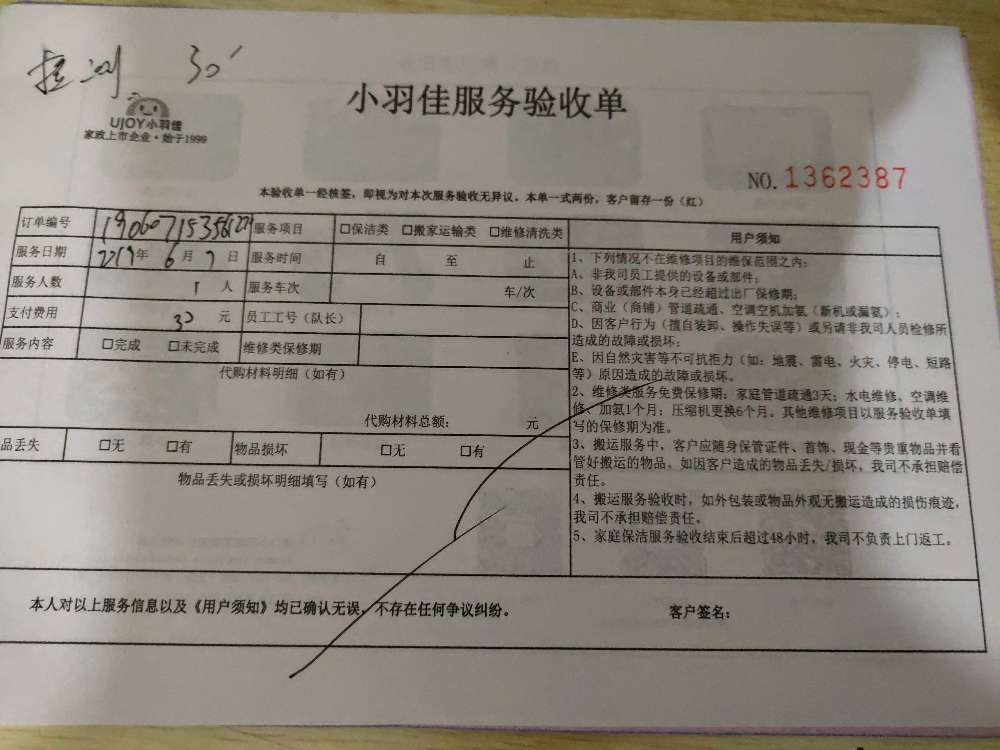 检测 30'
UJOY小羽佳
家政上市企业·始于1999
小羽佳服务验收单
NO.1362387
本验收单一经核签，即视为对本次服务验收无异议。本单一式两份，客户留存一份（红）
订单编号 服务项目 □保洁类 □搬家运输类 □维修清洗类
服务日期 2019年6月7日 服务时间 自 至 止
服务人数 1 人 服务车次 车/次
支付费用 30 元 员工工号（队长）
服务内容 □完成 □未完成 维修类保修期
代购材料明细（如有）
代购材料总额： 元
品丢失 □无 □有 物品损坏 □无 □有
物品丢失或损坏明细填写（如有）
用户须知
1、下列情况不在维修项目的维保范围之内；
A、非我司员工提供的设备或部件；
B、设备或部件本身已经超过出厂保修期；
C、商业（商铺）管道疏通、空调空机加氨（新机或漏氨）；
D、因客户行为（擅自装卸、操作失误等）或另请非我司人员检修所
造成的故障或损坏；
E、因自然灾害等不可抗拒力（如：地震、雷电、火灾、停电、短路
等）原因造成的故障或损坏。
2、维修类服务免费保修期：家庭管道疏通3天；水电维修、空调维
修、加氨1个月；压缩机更换6个月。其他维修项目以服务验收单填
写的保修期为准。
3、搬运服务中，客户应随身保管证件、首饰、现金等贵重物品并看
管好搬运的物品。如因客户造成的物品丢失/损坏，我司不承担赔偿
责任。
4、搬运服务验收时，如外包装或物品外观无搬运造成的损伤痕迹，
我司不承担赔偿责任。
5、家庭保洁服务验收结束后超过48小时，我司不负责上门返工。
本人对以上服务信息以及《用户须知》均已确认无误，不存在任何争议纠纷。 客户签名：